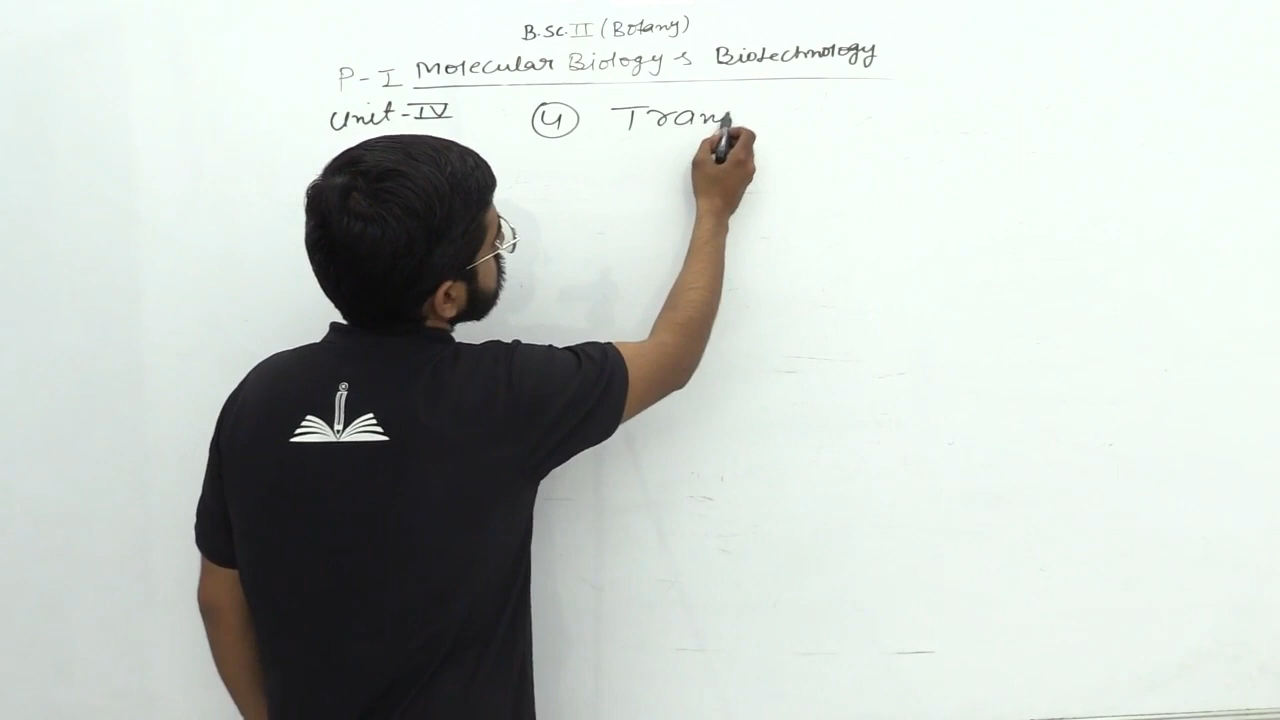 B.Sc.II (Botany)
P-I Molecular Biology & Biotechnology
Unit-IV 4 Tran